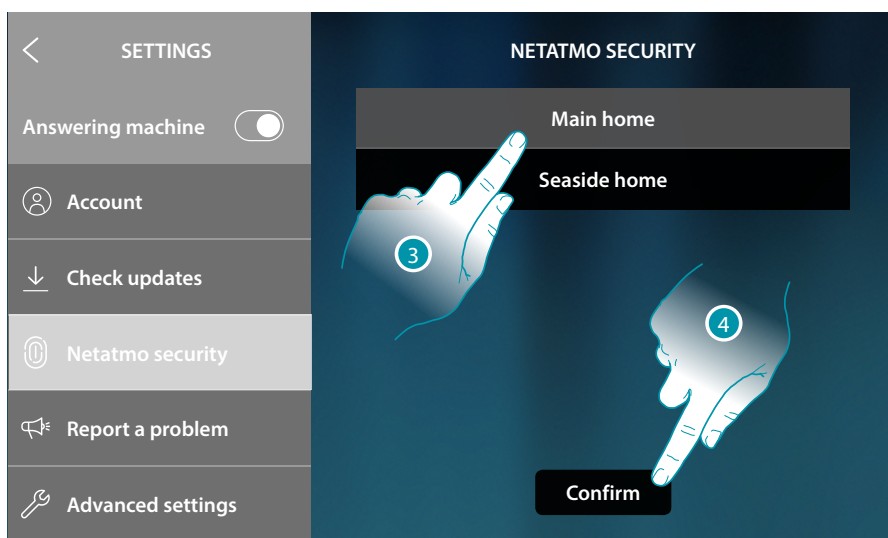 SETTINGS
Answering machine
Account
Check updates
Netatmo security
Report a problem
Advanced settings
NETATMO SECURITY
Main home
Seaside home
3
4
Confirm